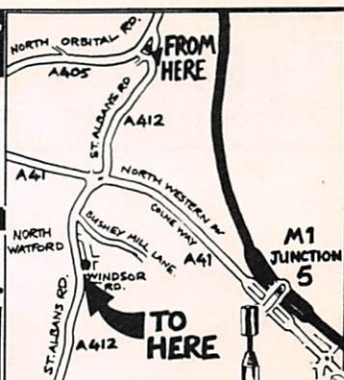 NORTH ORBITAL RD.
FROM
HERE
A405
ST. ALBANS RD
A412
A41
NORTH WESTERN AV
COLNE WAY
A41
NORTH
WATFORD
BUSHEY MILL LANE
M1
JUNCTION
5
WINDSOR
RD.
TO
HERE
ST. ALBANS RD.
A412